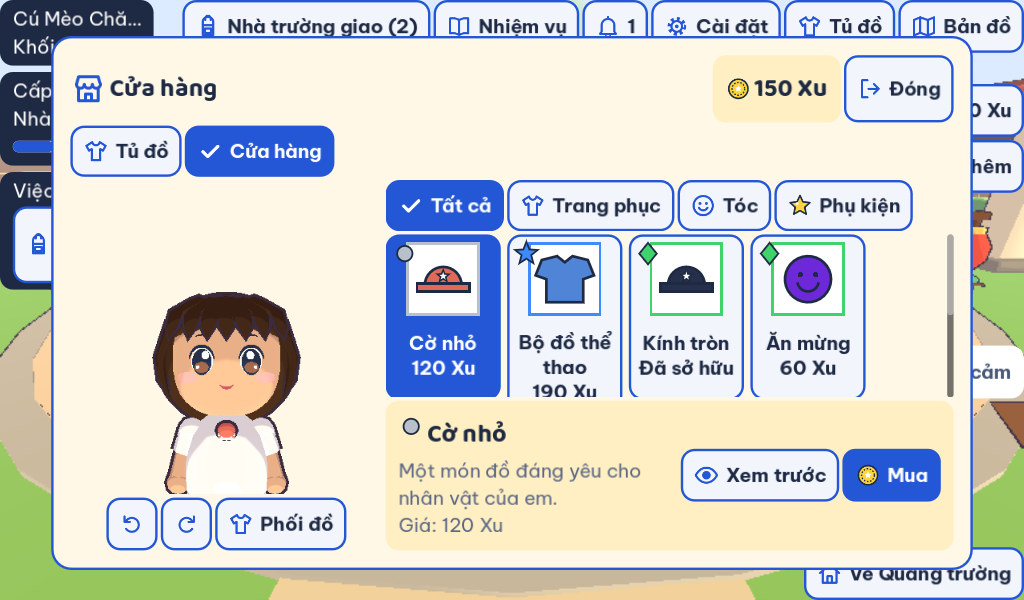 Cú Mèo Chă...
Khối
Nhà trường giao (2)
Nhiệm vụ
1
Cài đặt
Tủ đồ
Bản đồ
Cửa hàng
150 Xu
Đóng
Cấp
Nhà
0 Xu
Tủ đồ
Cửa hàng
hêm
Việc
Tất cả
Trang phục
Tóc
Phụ kiện
Cờ nhỏ
120 Xu
Bộ đồ thể
thao
190 Xu
Kính tròn
Đã sở hữu
Ăn mừng
60 Xu
cảm
Cờ nhỏ
Một món đồ đáng yêu cho
nhân vật của em.
Giá: 120 Xu
Xem trước
Mua
Phối đồ
Về Quảng trường